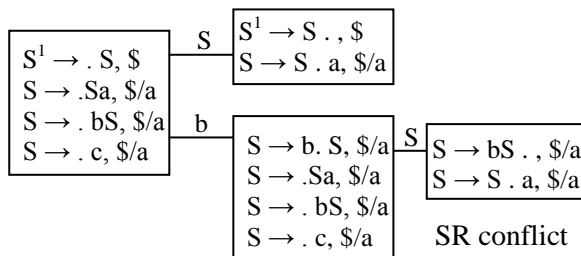 S¹ → . S, $
S → .Sa, $/a
S → . bS, $/a
S → . c, $/a
S
S¹ → S . , $
S → S . a, $/a
b
S → b. S, $/a
S → .Sa, $/a
S → . bS, $/a
S → . c, $/a
S
S → bS . , $/a
S → S . a, $/a
SR conflict